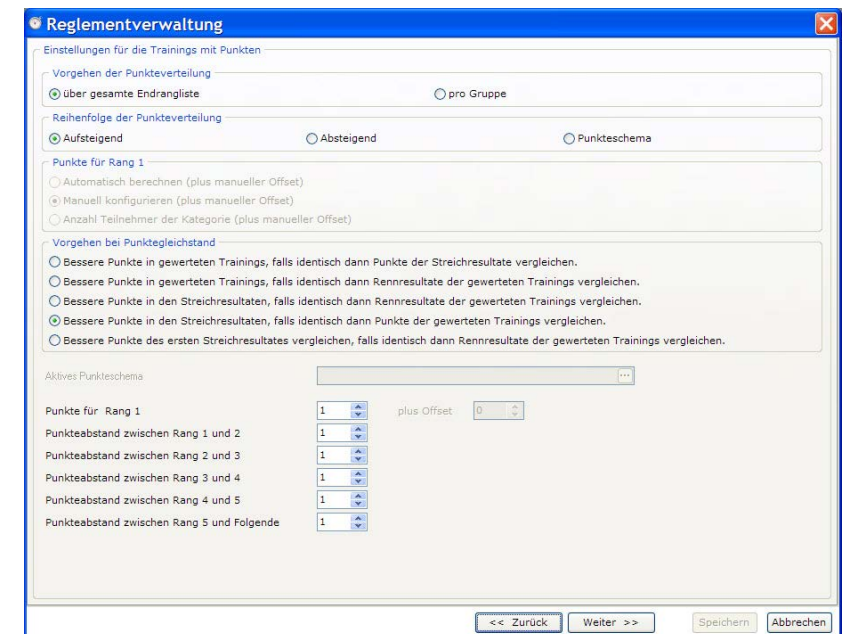 Reglementverwaltung
Einstellungen für die Trainings mit Punkten
Vorgehen der Punkteverteilung
über gesamte Endrangliste pro Gruppe
Reihenfolge der Punkteverteilung
Aufsteigend Absteigend Punkteschema
Punkte für Rang 1
Automatisch berechnen (plus manueller Offset)
Manuell konfigurieren (plus manueller Offset)
Anzahl Teilnehmer der Kategorie (plus manueller Offset)
Vorgehen bei Punktegleichstand
Bessere Punkte in gewerteten Trainings, falls identisch dann Punkte der Streichresultate vergleichen.
Bessere Punkte in gewerteten Trainings, falls identisch dann Rennresultate der gewerteten Trainings vergleichen.
Bessere Punkte in den Streichresultaten, falls identisch dann Rennresultate der gewerteten Trainings vergleichen.
Bessere Punkte in den Streichresultaten, falls identisch dann Punkte der gewerteten Trainings vergleichen.
Bessere Punkte des ersten Streichresultates vergleichen, falls identisch dann Rennresultate der gewerteten Trainings vergleichen.
Aktives Punkteschema ...
Punkte für Rang 1 1 plus Offset 0
Punkteabstand zwischen Rang 1 und 2 1
Punkteabstand zwischen Rang 2 und 3 1
Punkteabstand zwischen Rang 3 und 4 1
Punkteabstand zwischen Rang 4 und 5 1
Punkteabstand zwischen Rang 5 und Folgende 1
<< Zurück Weiter >> Speichern Abbrechen